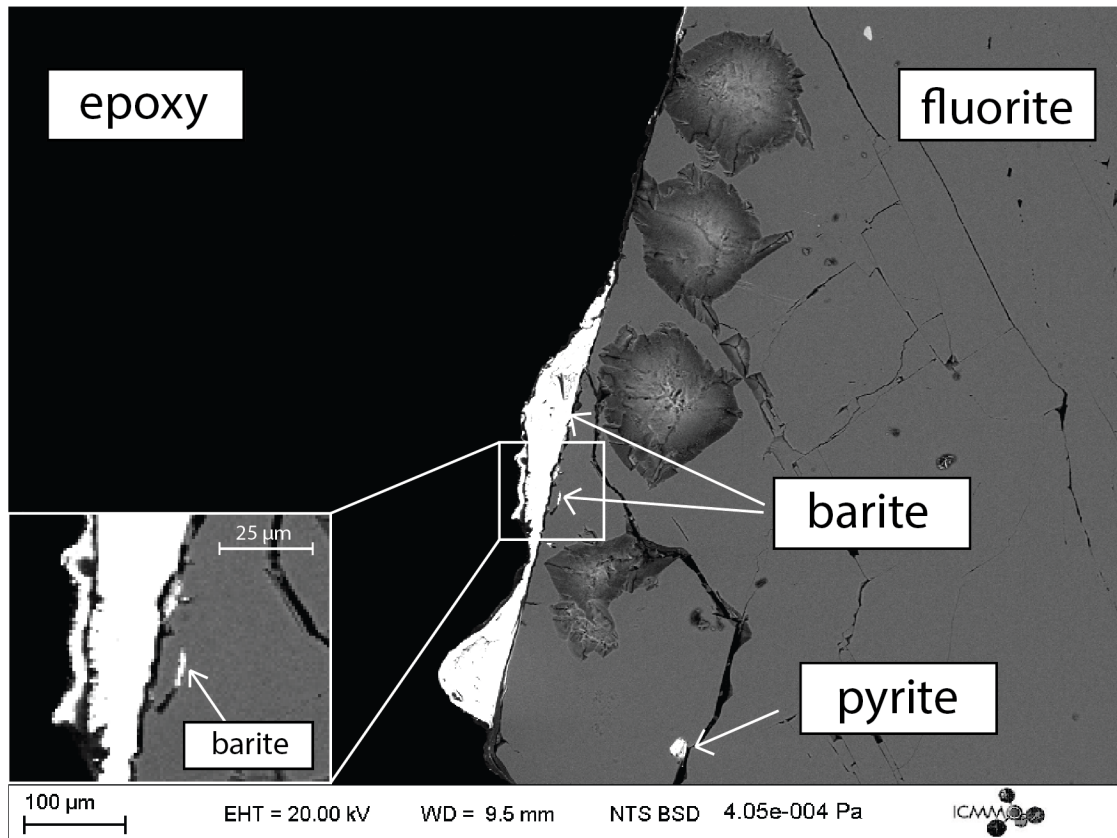 epoxy
fluorite
barite
25 µm
barite
pyrite
100 µm
EHT = 20.00 kV
WD = 9.5 mm
NTS BSD
4.05e-004 Pa
ICMMO